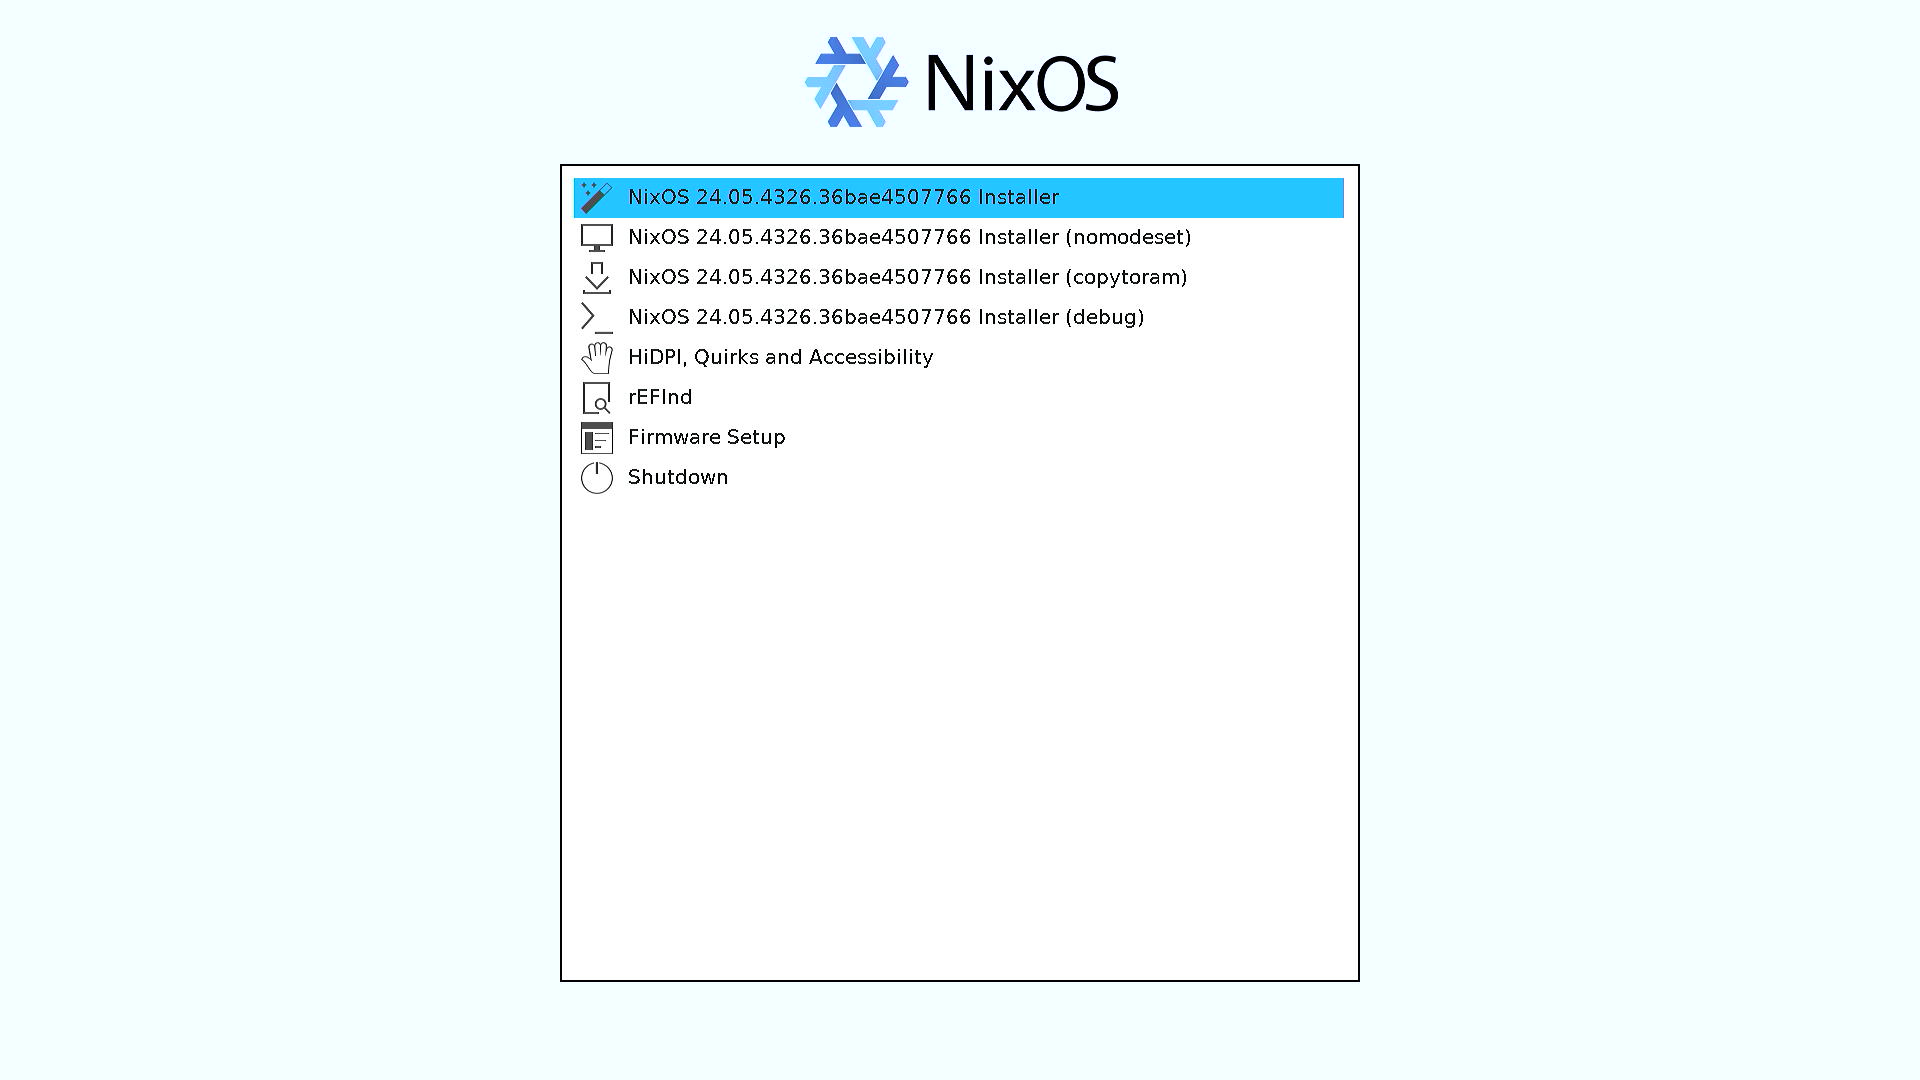 NixOS
NixOS 24.05.4326.36bae4507766 Installer
NixOS 24.05.4326.36bae4507766 Installer (nomodeset)
NixOS 24.05.4326.36bae4507766 Installer (copytoram)
NixOS 24.05.4326.36bae4507766 Installer (debug)
HiDPI, Quirks and Accessibility
rEFInd
Firmware Setup
Shutdown